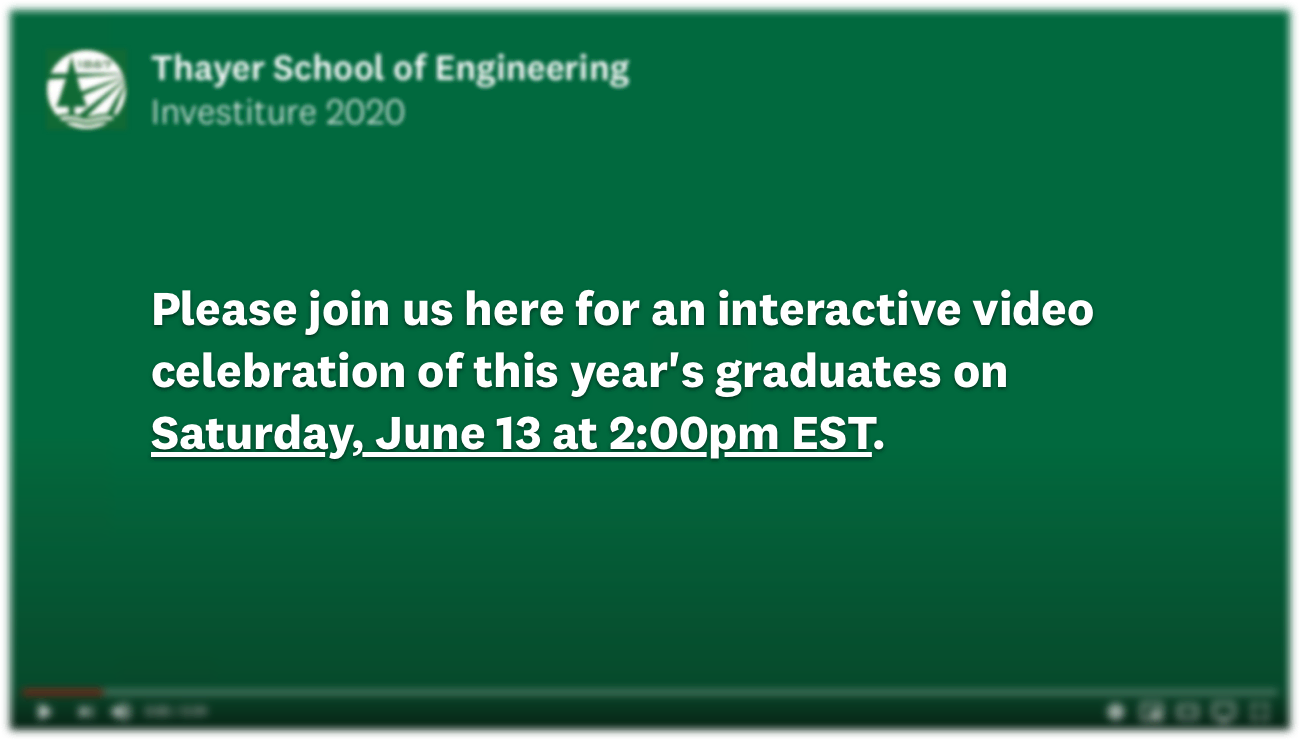 Thayer School of Engineering
Investiture 2020
Please join us here for an interactive video
celebration of this year's graduates on
Saturday, June 13 at 2:00pm EST.